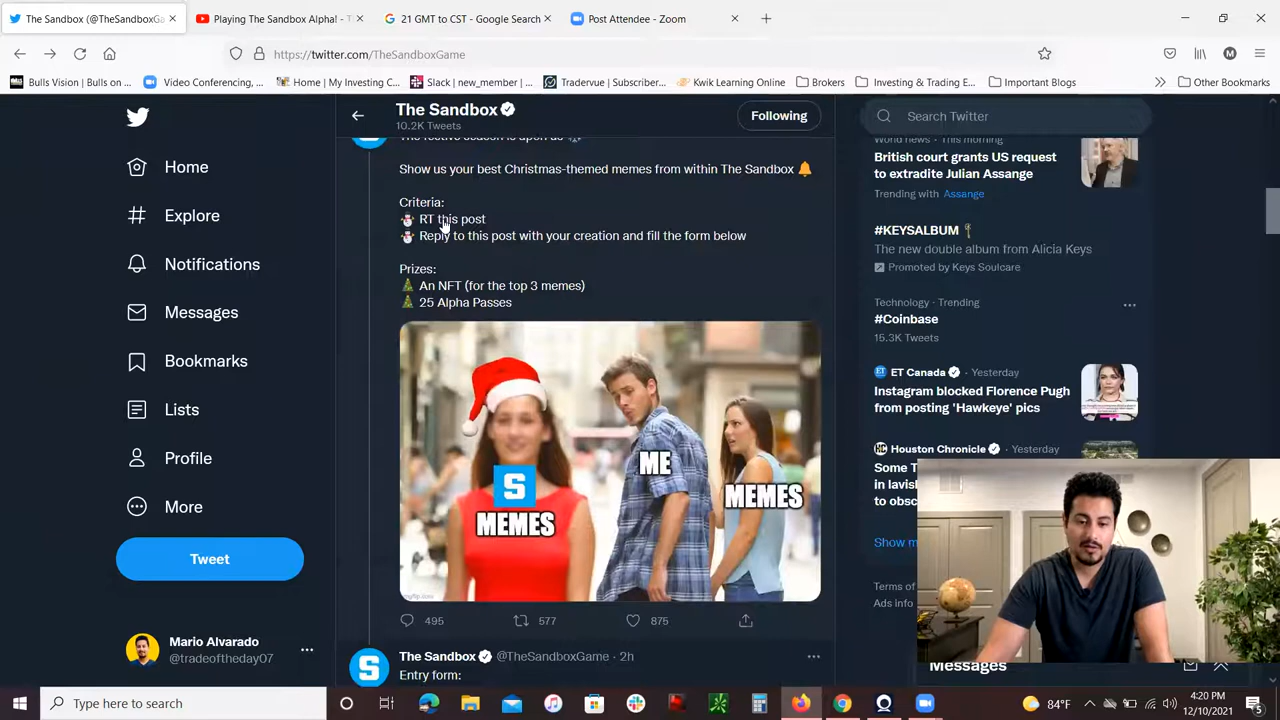 The Sandbox (@TheSandboxGa
Playing The Sandbox Alpha! - T
21 GMT to CST - Google Search
Post Attendee - Zoom
https://twitter.com/TheSandboxGame
M
Bulls Vision | Bulls on ...
Video Conferencing, ...
Home | My Investing C...
Slack | new_member | ...
Tradervue | Subscriber...
Kwik Learning Online
Brokers
Investing & Trading E...
Important Blogs
Other Bookmarks
The Sandbox
10.2K Tweets
Following
Search Twitter
Home
Explore
Notifications
Messages
Bookmarks
Lists
Profile
More
Tweet
Mario Alvarado
@tradeoftheday07
The festive season is upon us
Show us your best Christmas-themed memes from within The Sandbox
Criteria:
RT this post
Reply to this post with your creation and fill the form below
Prizes:
An NFT (for the top 3 memes)
25 Alpha Passes
S
MEMES
ME
MEMES
imgflip.com
495
577
875
S
The Sandbox @TheSandboxGame · 2h
Entry form:
World news · This morning
British court grants US request
to extradite Julian Assange
Trending with Assange
#KEYSALBUM
The new double album from Alicia Keys
Promoted by Keys Soulcare
Technology · Trending
#Coinbase
15.3K Tweets
ET
ET Canada · Yesterday
Instagram blocked Florence Pugh
from posting 'Hawkeye' pics
HC
Houston Chronicle · Yesterday
Some T
in lavis
to obsc
Show m
Terms of
Ads info
Messages
Type here to search
84°F
4:20 PM
12/10/2021
5